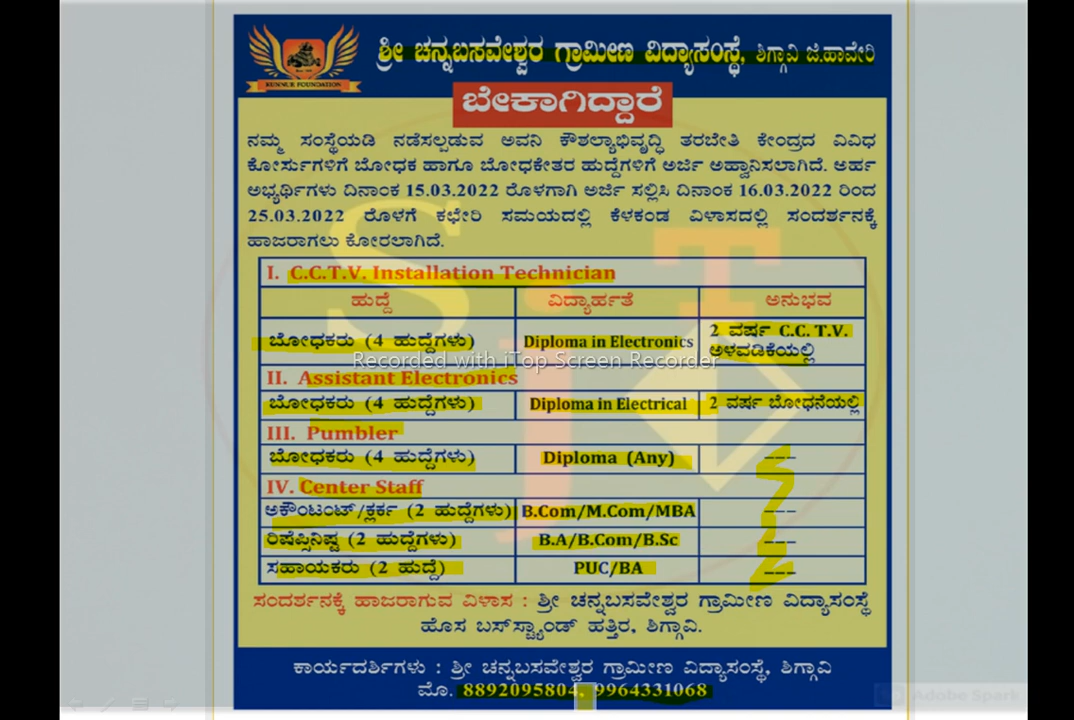 KUNNUR FOUNDATION
ಶ್ರೀ ಚನ್ನಬಸವೇಶ್ವರ ಗ್ರಾಮೀಣ ವಿದ್ಯಾಸಂಸ್ಥೆ, ಶಿಗ್ಗಾವಿ ಜಿ.ಹಾವೇರಿ
ಬೇಕಾಗಿದ್ದಾರೆ
ನಮ್ಮ ಸಂಸ್ಥೆಯಡಿ ನಡೆಸಲ್ಪಡುವ ಅವನಿ ಕೌಶಲ್ಯಾಭಿವೃದ್ಧಿ ತರಬೇತಿ ಕೇಂದ್ರದ ವಿವಿಧ
ಕೋರ್ಸುಗಳಿಗೆ ಬೋಧಕ ಹಾಗೂ ಬೋಧಕೇತರ ಹುದ್ದೆಗಳಿಗೆ ಅರ್ಜಿ ಅಹ್ವಾನಿಸಲಾಗಿದೆ. ಅರ್ಹ
ಅಭ್ಯರ್ಥಿಗಳು ದಿನಾಂಕ 15.03.2022 ರೊಳಗಾಗಿ ಅರ್ಜಿ ಸಲ್ಲಿಸಿ ದಿನಾಂಕ 16.03.2022 ರಿಂದ
25.03.2022 ರೊಳಗೆ ಕಛೇರಿ ಸಮಯದಲ್ಲಿ ಕೆಳಕಂಡ ವಿಳಾಸದಲ್ಲಿ ಸಂದರ್ಶನಕ್ಕೆ
ಹಾಜರಾಗಲು ಕೋರಲಾಗಿದೆ.
I. C.C.T.V. Installation Technician
ಹುದ್ದೆ ವಿದ್ಯಾರ್ಹತೆ ಅನುಭವ
ಬೋಧಕರು (4 ಹುದ್ದೆಗಳು) Diploma in Electronics 2 ವರ್ಷ C.C. T.V.
ಅಳವಡಿಕೆಯಲ್ಲಿ
Recorded with iTop Screen Recorder
II. Assistant Electronics
ಬೋಧಕರು (4 ಹುದ್ದೆಗಳು) Diploma in Electrical 2 ವರ್ಷ ಬೋಧನೆಯಲ್ಲಿ
III. Pumbler
ಬೋಧಕರು (4 ಹುದ್ದೆಗಳು) Diploma (Any) ---
IV. Center Staff
ಅಕೌಂಟಂಟ್/ಕ್ಲರ್ಕ (2 ಹುದ್ದೆಗಳು) B.Com/M.Com/MBA ---
ರಿಷೆಪ್ಸಿನಿಷ್ಟ (2 ಹುದ್ದೆಗಳು) B.A/B.Com/B.Sc ---
ಸಹಾಯಕರು (2 ಹುದ್ದೆ) PUC/BA ---
ಸಂದರ್ಶನಕ್ಕೆ ಹಾಜರಾಗುವ ವಿಳಾಸ : ಶ್ರೀ ಚನ್ನಬಸವೇಶ್ವರ ಗ್ರಾಮೀಣ ವಿದ್ಯಾಸಂಸ್ಥೆ
ಹೊಸ ಬಸ್‌ಸ್ಟ್ಯಾಂಡ್ ಹತ್ತಿರ, ಶಿಗ್ಗಾವಿ.
ಕಾರ್ಯದರ್ಶಿಗಳು : ಶ್ರೀ ಚನ್ನಬಸವೇಶ್ವರ ಗ್ರಾಮೀಣ ವಿದ್ಯಾಸಂಸ್ಥೆ, ಶಿಗ್ಗಾವಿ
ಮೊ. 8892095804, 9964331068
Adobe Spark